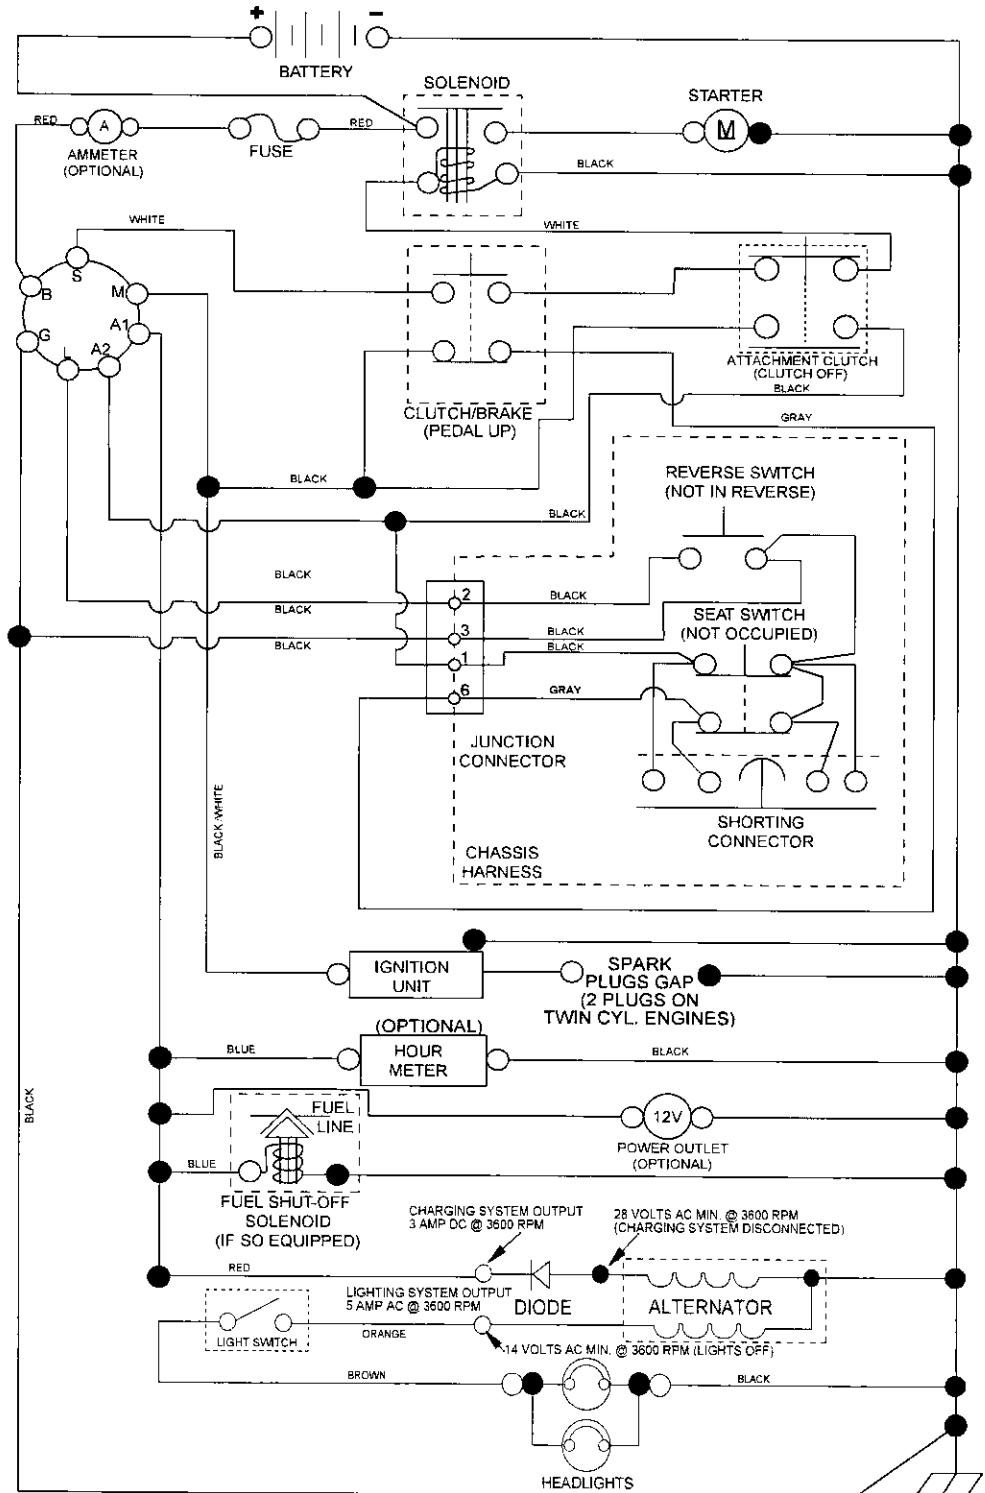 + -
BATTERY
SOLENOID
STARTER
RED
A
FUSE
RED
M
AMMETER
(OPTIONAL)
BLACK
WHITE
WHITE
S
B
M
G
A1
L
A2
ATTACHMENT CLUTCH
(CLUTCH OFF)
BLACK
CLUTCH/BRAKE
(PEDAL UP)
GRAY
BLACK
REVERSE SWITCH
(NOT IN REVERSE)
BLACK
BLACK
BLACK
2
BLACK
SEAT SWITCH
(NOT OCCUPIED)
BLACK
3
BLACK
BLACK
1
6
GRAY
JUNCTION
CONNECTOR
BLACK/WHITE
SHORTING
CONNECTOR
CHASSIS
HARNESS
IGNITION
UNIT
SPARK
PLUGS GAP
(2 PLUGS ON
TWIN CYL. ENGINES)
(OPTIONAL)
HOUR
METER
BLUE
BLACK
BLACK
FUEL
LINE
12V
POWER OUTLET
(OPTIONAL)
BLUE
FUEL SHUT-OFF
SOLENOID
(IF SO EQUIPPED)
CHARGING SYSTEM OUTPUT
3 AMP DC @ 3600 RPM
28 VOLTS AC MIN. @ 3600 RPM
(CHARGING SYSTEM DISCONNECTED)
RED
LIGHTING SYSTEM OUTPUT
5 AMP AC @ 3600 RPM
DIODE
ALTERNATOR
LIGHT SWITCH
ORANGE
14 VOLTS AC MIN. @ 3600 RPM (LIGHTS OFF)
BROWN
BLACK
HEADLIGHTS